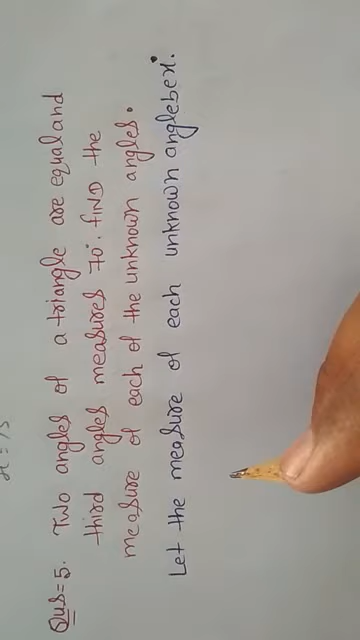 Qus=5. Two angles of a triangle are equal and
third angles measures 70°. FIND the
measure of each of the unknown angles.
Let the measure of each unknown angle be x.